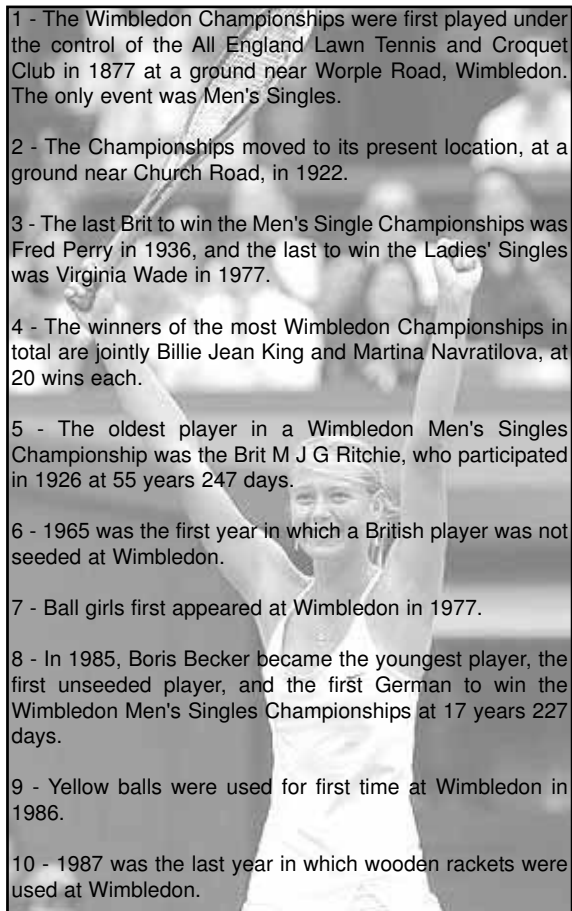 1 - The Wimbledon Championships were first played under
the control of the All England Lawn Tennis and Croquet
Club in 1877 at a ground near Worple Road, Wimbledon.
The only event was Men's Singles.
2 - The Championships moved to its present location, at a
ground near Church Road, in 1922.
3 - The last Brit to win the Men's Single Championships was
Fred Perry in 1936, and the last to win the Ladies' Singles
was Virginia Wade in 1977.
4 - The winners of the most Wimbledon Championships in
total are jointly Billie Jean King and Martina Navratilova, at
20 wins each.
5 - The oldest player in a Wimbledon Men's Singles
Championship was the Brit M J G Ritchie, who participated
in 1926 at 55 years 247 days.
6 - 1965 was the first year in which a British player was not
seeded at Wimbledon.
7 - Ball girls first appeared at Wimbledon in 1977.
8 - In 1985, Boris Becker became the youngest player, the
first unseeded player, and the first German to win the
Wimbledon Men's Singles Championships at 17 years 227
days.
9 - Yellow balls were used for first time at Wimbledon in
1986.
10 - 1987 was the last year in which wooden rackets were
used at Wimbledon.